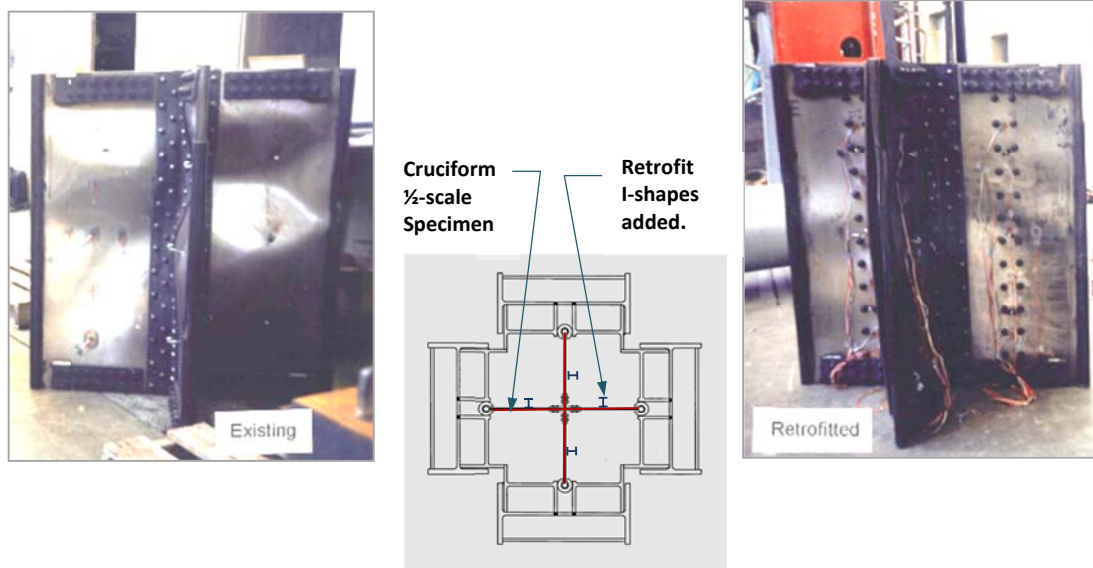 Cruciform
½-scale
Specimen
Retrofit
I-shapes
added.
Existing
Retrofitted